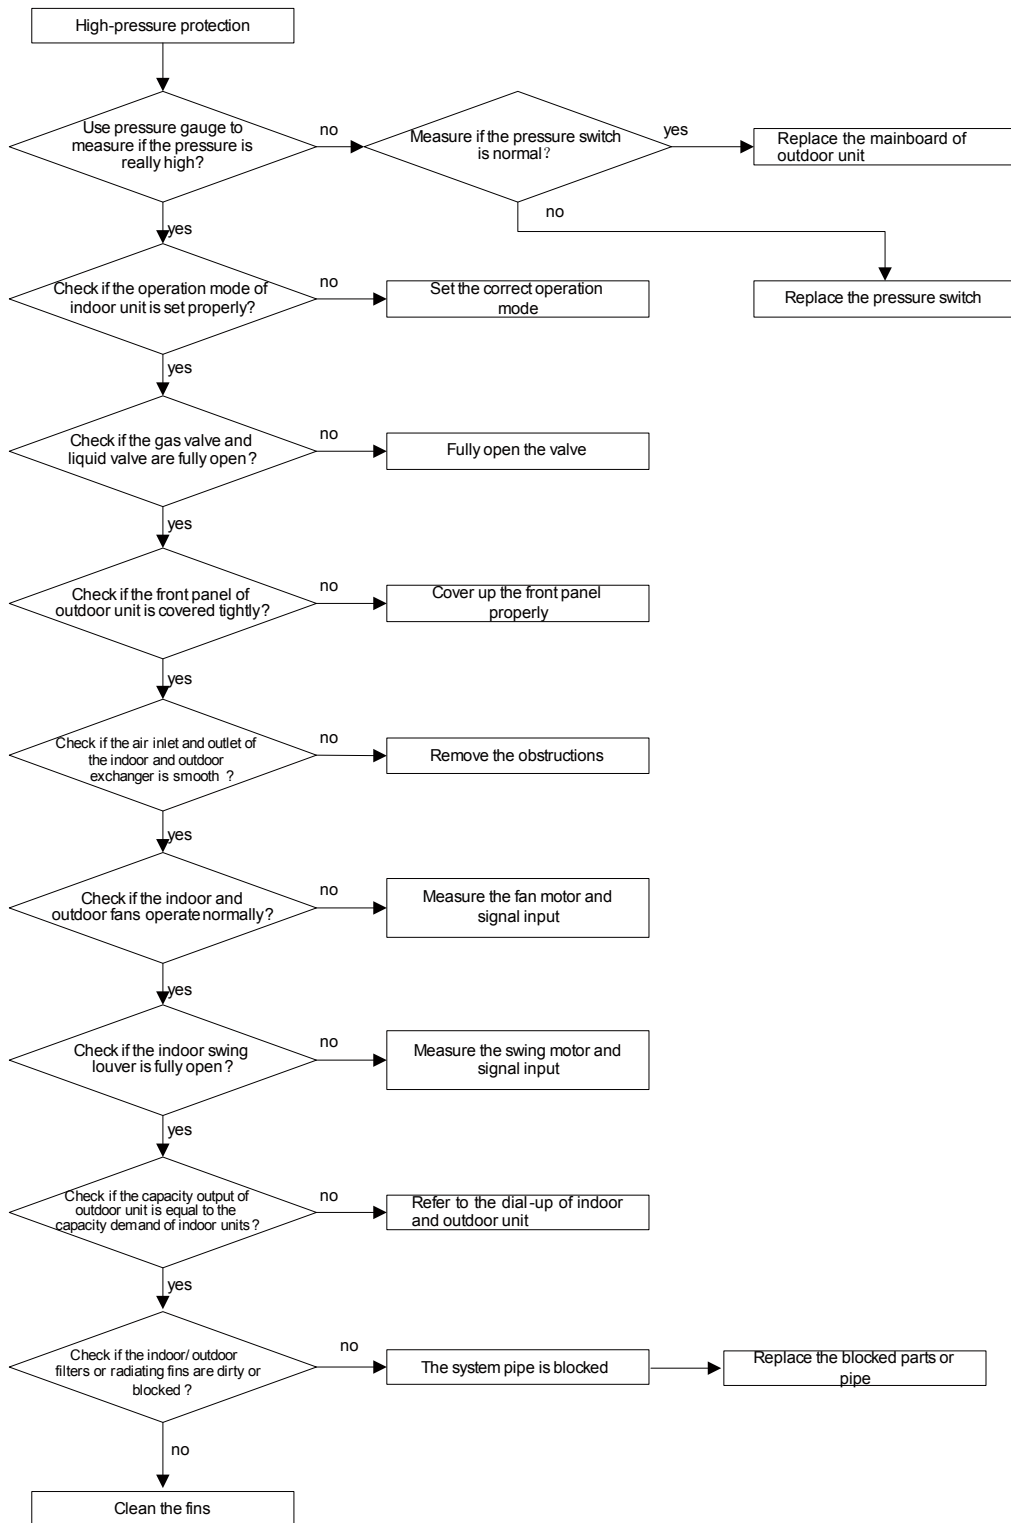 High-pressure protection
Use pressure gauge to
measure if the pressure is
really high?
no
Measure if the pressure switch
is normal?
yes
Replace the mainboard of
outdoor unit
no
Replace the pressure switch
yes
Check if the operation mode of
indoor unit is set properly?
no
Set the correct operation
mode
yes
Check if the gas valve and
liquid valve are fully open?
no
Fully open the valve
yes
Check if the front panel of
outdoor unit is covered tightly?
no
Cover up the front panel
properly
yes
Check if the air inlet and outlet of
the indoor and outdoor
exchanger is smooth ?
no
Remove the obstructions
yes
Check if the indoor and
outdoor fans operate normally?
no
Measure the fan motor and
signal input
yes
Check if the indoor swing
louver is fully open?
no
Measure the swing motor and
signal input
yes
Check if the capacity output of
outdoor unit is equal to the
capacity demand of indoor units?
no
Refer to the dial-up of indoor
and outdoor unit
yes
Check if the indoor/ outdoor
filters or radiating fins are dirty or
blocked ?
no
The system pipe is blocked
Replace the blocked parts or
pipe
no
Clean the fins